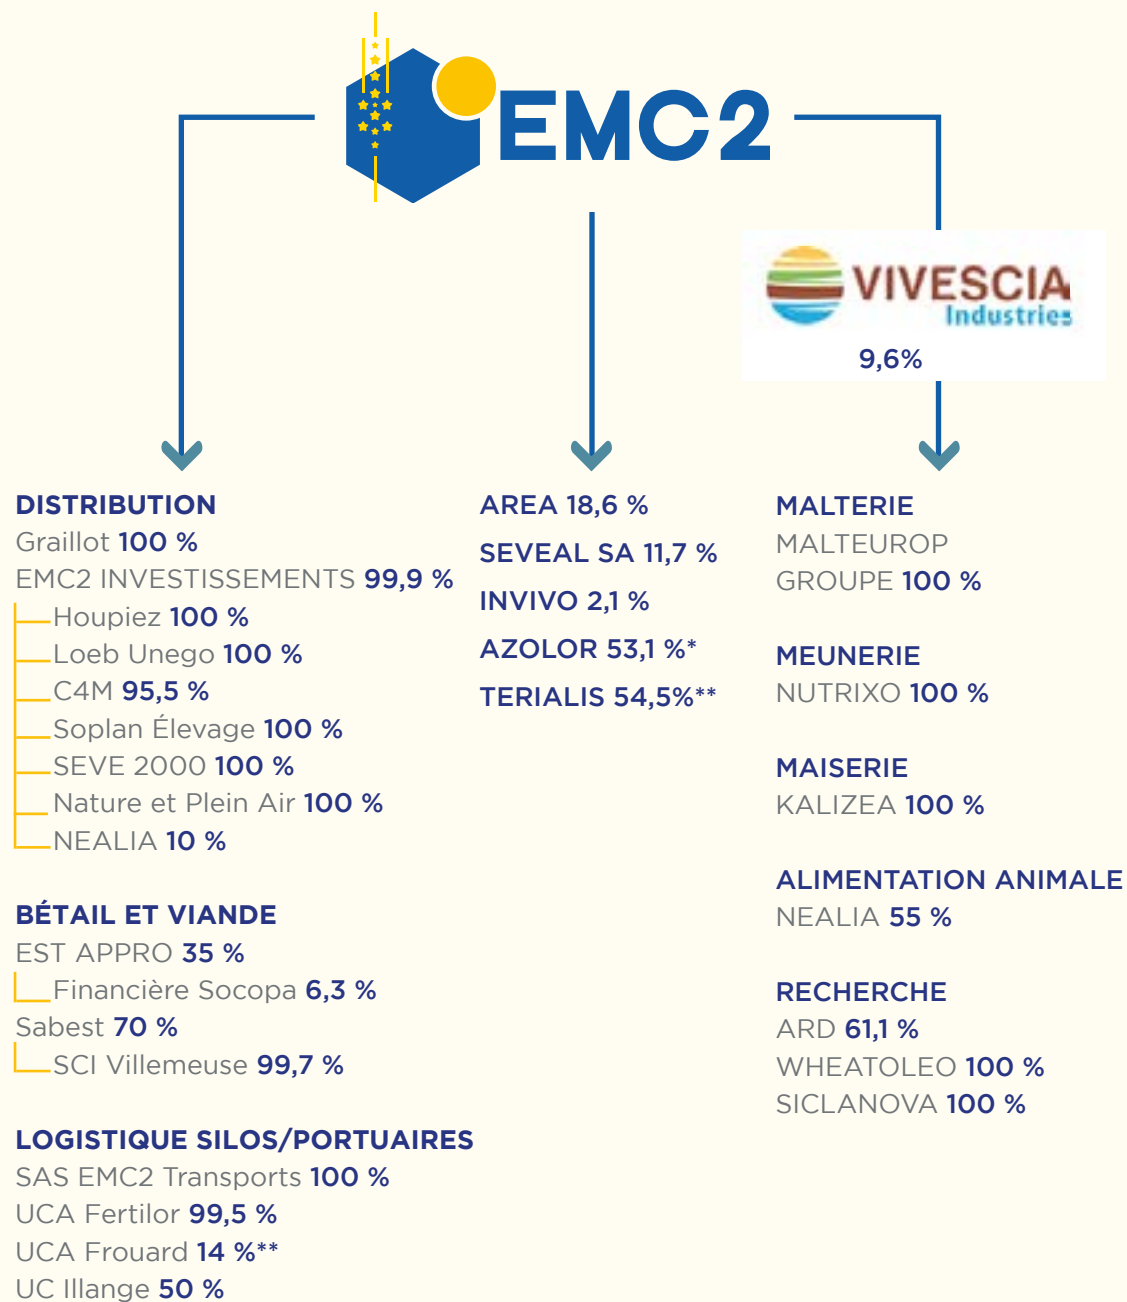 EMC2
VIVESCIA
Industries
9,6%
DISTRIBUTION
Graillot 100 %
EMC2 INVESTISSEMENTS 99,9 %
Houpiez 100 %
Loeb Unego 100 %
C4M 95,5 %
Soplan Élevage 100 %
SEVE 2000 100 %
Nature et Plein Air 100 %
NEALIA 10 %
BÉTAIL ET VIANDE
EST APPRO 35 %
Financière Socopa 6,3 %
Sabest 70 %
SCI Villemeuse 99,7 %
LOGISTIQUE SILOS/PORTUAIRES
SAS EMC2 Transports 100 %
UCA Fertilor 99,5 %
UCA Frouard 14 %**
UC Illange 50 %
AREA 18,6 %
SEVEAL SA 11,7 %
INVIVO 2,1 %
AZOLOR 53,1 %*
TERIALIS 54,5%**
MALTERIE
MALTEUROP
GROUPE 100 %
MEUNERIE
NUTRIXO 100 %
MAISERIE
KALIZEA 100 %
ALIMENTATION ANIMALE
NEALIA 55 %
RECHERCHE
ARD 61,1 %
WHEATOLEO 100 %
SICLANOVA 100 %